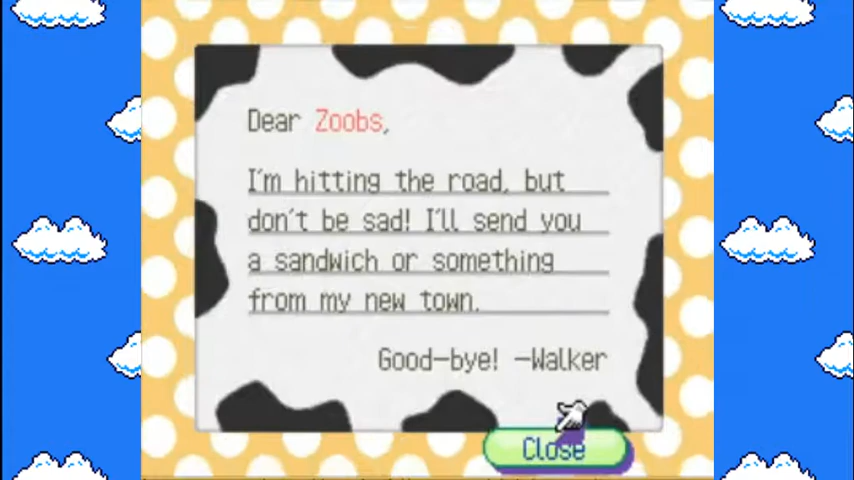 Dear Zoobs,
I'm hitting the road, but
don't be sad! I'll send you
a sandwich or something
from my new town.
Good-bye! -Walker
Close